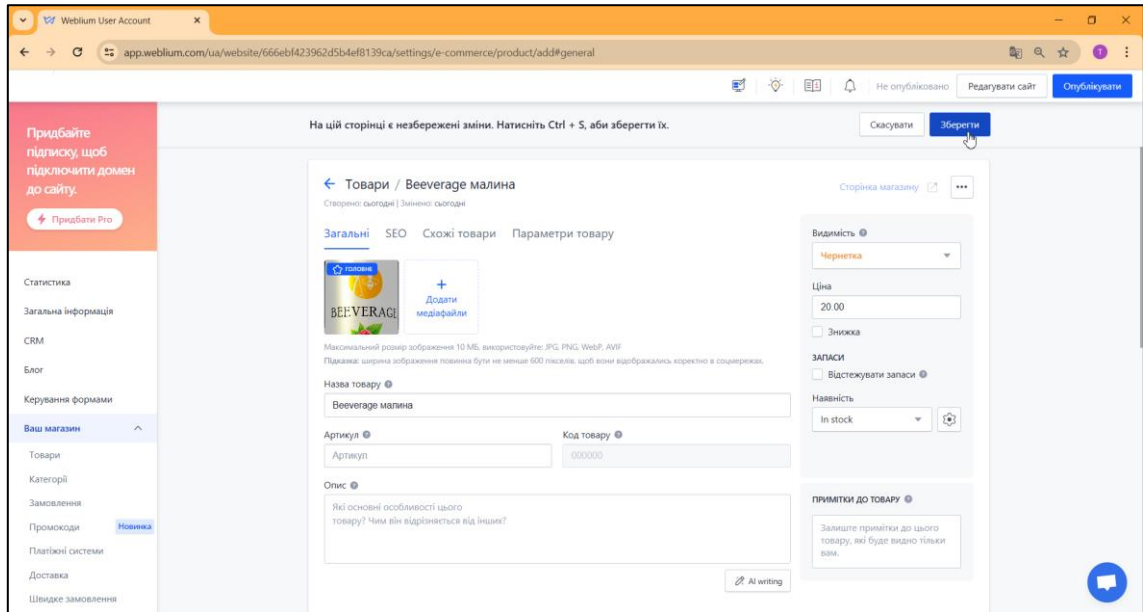 Weblium User Account
app.weblium.com/ua/website/666ebf423962d5b4ef8139ca/settings/e-commerce/product/add#general
T
Не опубліковано
Редагувати сайт
Опублікувати
На цій сторінці є незбережені зміни. Натисніть Ctrl + S, аби зберегти їх.
Скасувати
Зберегти
Придбайте
підписку, щоб
підключити домен
до сайту.
Придбати Pro
Статистика
Загальна інформація
CRM
Блог
Керування формами
Ваш магазин
Товари
Категорії
Замовлення
Промокоди
Новинка
Платіжні системи
Доставка
Швидке замовлення
Товари / Beeverage малина
Створено: сьогодні | Змінено: сьогодні
Сторінка магазину
Загальні SEO Схожі товари Параметри товару
ГОЛОВНЕ
BEEVERAGE
Додати
медіафайли
Максимальний розмір зображення 10 МБ, використовуйте: JPG, PNG, WebP, AVIF
Підказка: ширина зображення повинна бути не менше 600 пікселів, щоб вони відображались коректно в соцмережах.
Назва товару
Beeverage малина
Артикул
Код товару
Артикул
000000
Опис
Які основні особливості цього
товару? Чим він відрізняється від інших?
AI writing
Видимість
Чернетка
Ціна
20.00
Знижка
ЗАПАСИ
Відстежувати запаси
Наявність
In stock
ПРИМІТКИ ДО ТОВАРУ
Залиште примітки до цього
товару, які буде видно тільки
вам.